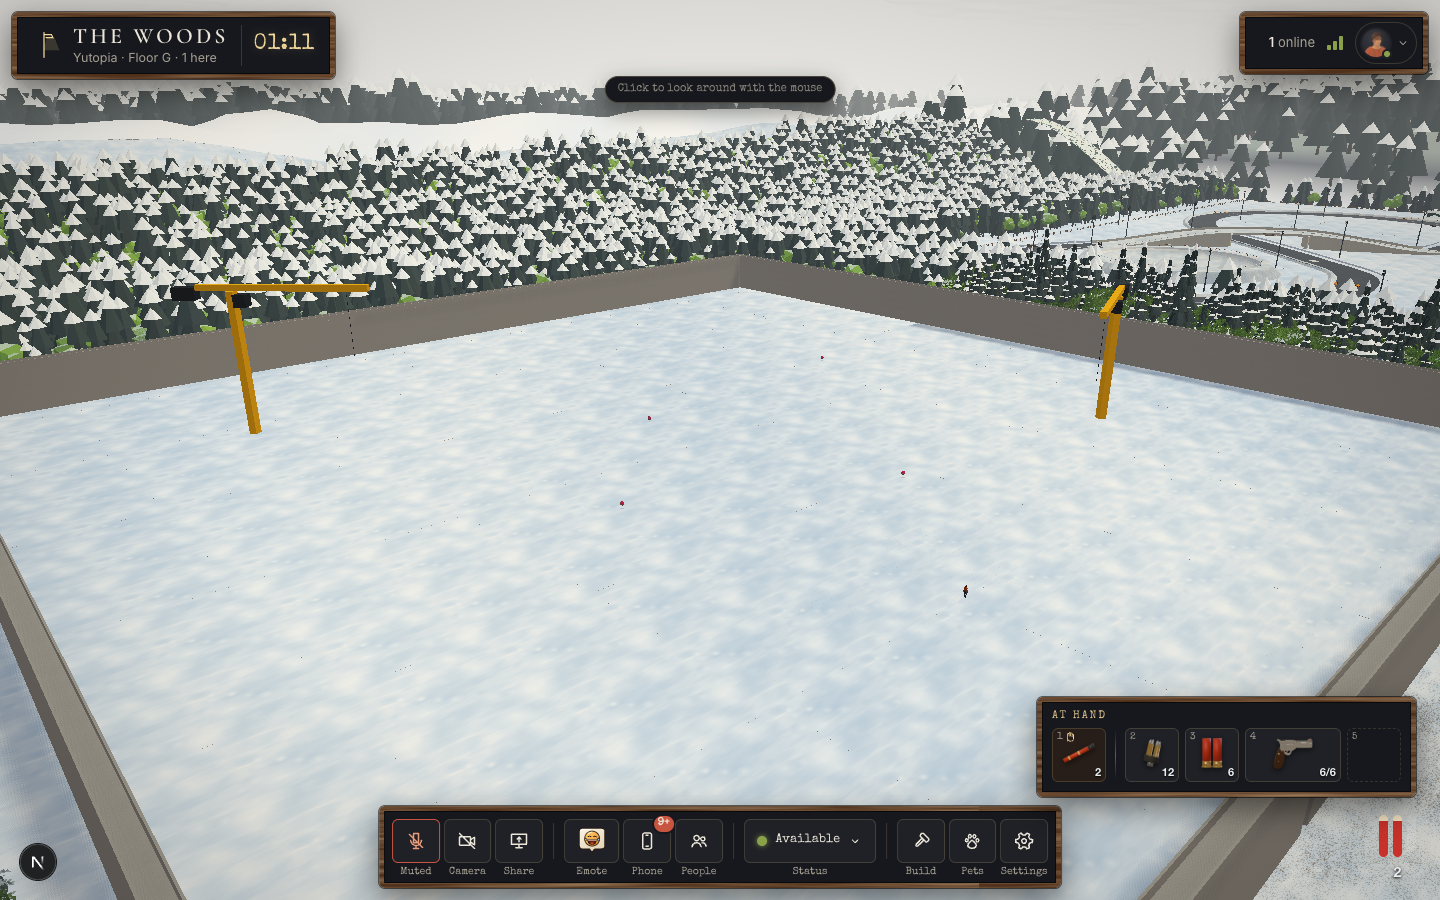 THE WOODS
Yutopia · Floor G · 1 here
01:11
1 online
Click to look around with the mouse
AT HAND
1
2
2
12
3
6
4
6/6
5
9+
Available
Muted
Camera
Share
Emote
Phone
People
Status
Build
Pets
Settings
N
2